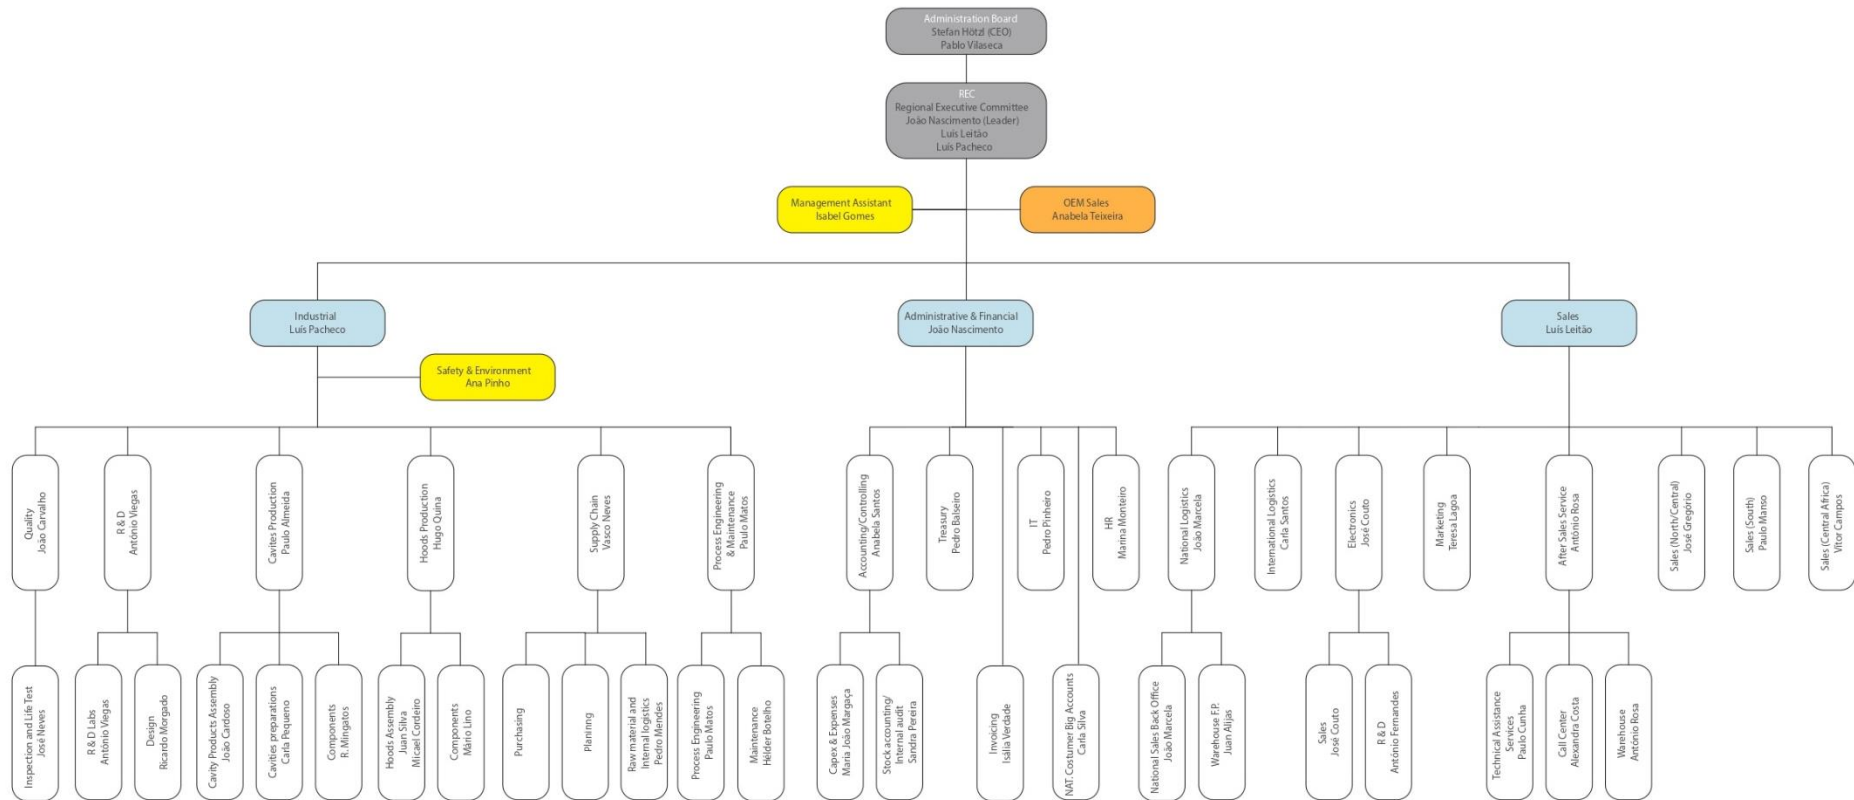 Administration Board
Stefan Hötzl (CEO)
Pablo Vilaseca
REC
Regional Executive Committee
João Nascimento (Leader)
Luís Leitão
Luís Pacheco
Management Assistant
Isabel Gomes
OEM Sales
Anabela Teixeira
Industrial
Luís Pacheco
Administrative & Financial
João Nascimento
Sales
Luís Leitão
Safety & Environment
Ana Pinho
Quality
João Carvalho
R & D
António Viegas
Cavites Production
Paulo Almeida
Hoods Production
Hugo Quina
Supply Chain
Vasco Neves
Process Engineering
& Maintenance
Paulo Matos
Accounting/Controlling
Anabela Santos
Treasury
Pedro Balseiro
IT
Pedro Pinheiro
HR
Marina Monteiro
National Logistics
João Marcela
International Logistics
Carla Santos
Electronics
José Couto
Marketing
Teresa Lagoa
After Sales Service
António Rosa
Sales (North/Central)
José Gregório
Sales (South)
Paulo Manso
Sales (Central Africa)
Vítor Campos
Inspection and Life Test
José Neves
R & D Labs
António Viegas
Design
Ricardo Morgado
Cavity Products Assembly
João Cardoso
Cavities preparations
Carla Pequeno
Components
R. Mingatos
Hoods Assembly
Juan Silva
Micael Cordeiro
Components
Mário Lino
Purchasing
Planinng
Raw material and
Internal logistics
Pedro Mendes
Process Engineering
Paulo Matos
Maintenance
Hélder Botelho
Capex & Expenses
Maria João Margaça
Stock accounting/
Internal audit
Sandra Pereira
Invoicing
Isália Verdade
NAT.Costumer Big Accounts
Carla Silva
National Sales Back Office
João Marcela
Warehouse F.P.
Juan Alijas
Sales
José Couto
R & D
António Fernandes
Technical Assistance
Services
Paulo Cunha
Call Center
Alexandra Costa
Warehouse
António Rosa